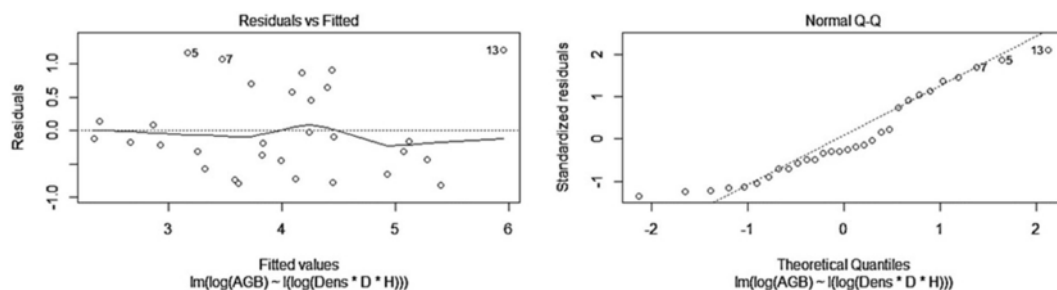 Residuals vs Fitted
Residuals
1.0
0.5
0.0
-1.0
5
7
13
3
4
5
6
Fitted values
lm(log(AGB) ~ I(log(Dens * D * H)))
Normal Q-Q
Standardized residuals
2
1
0
-1
13
7
5
-2
-1
0
1
2
Theoretical Quantiles
lm(log(AGB) ~ I(log(Dens * D * H)))